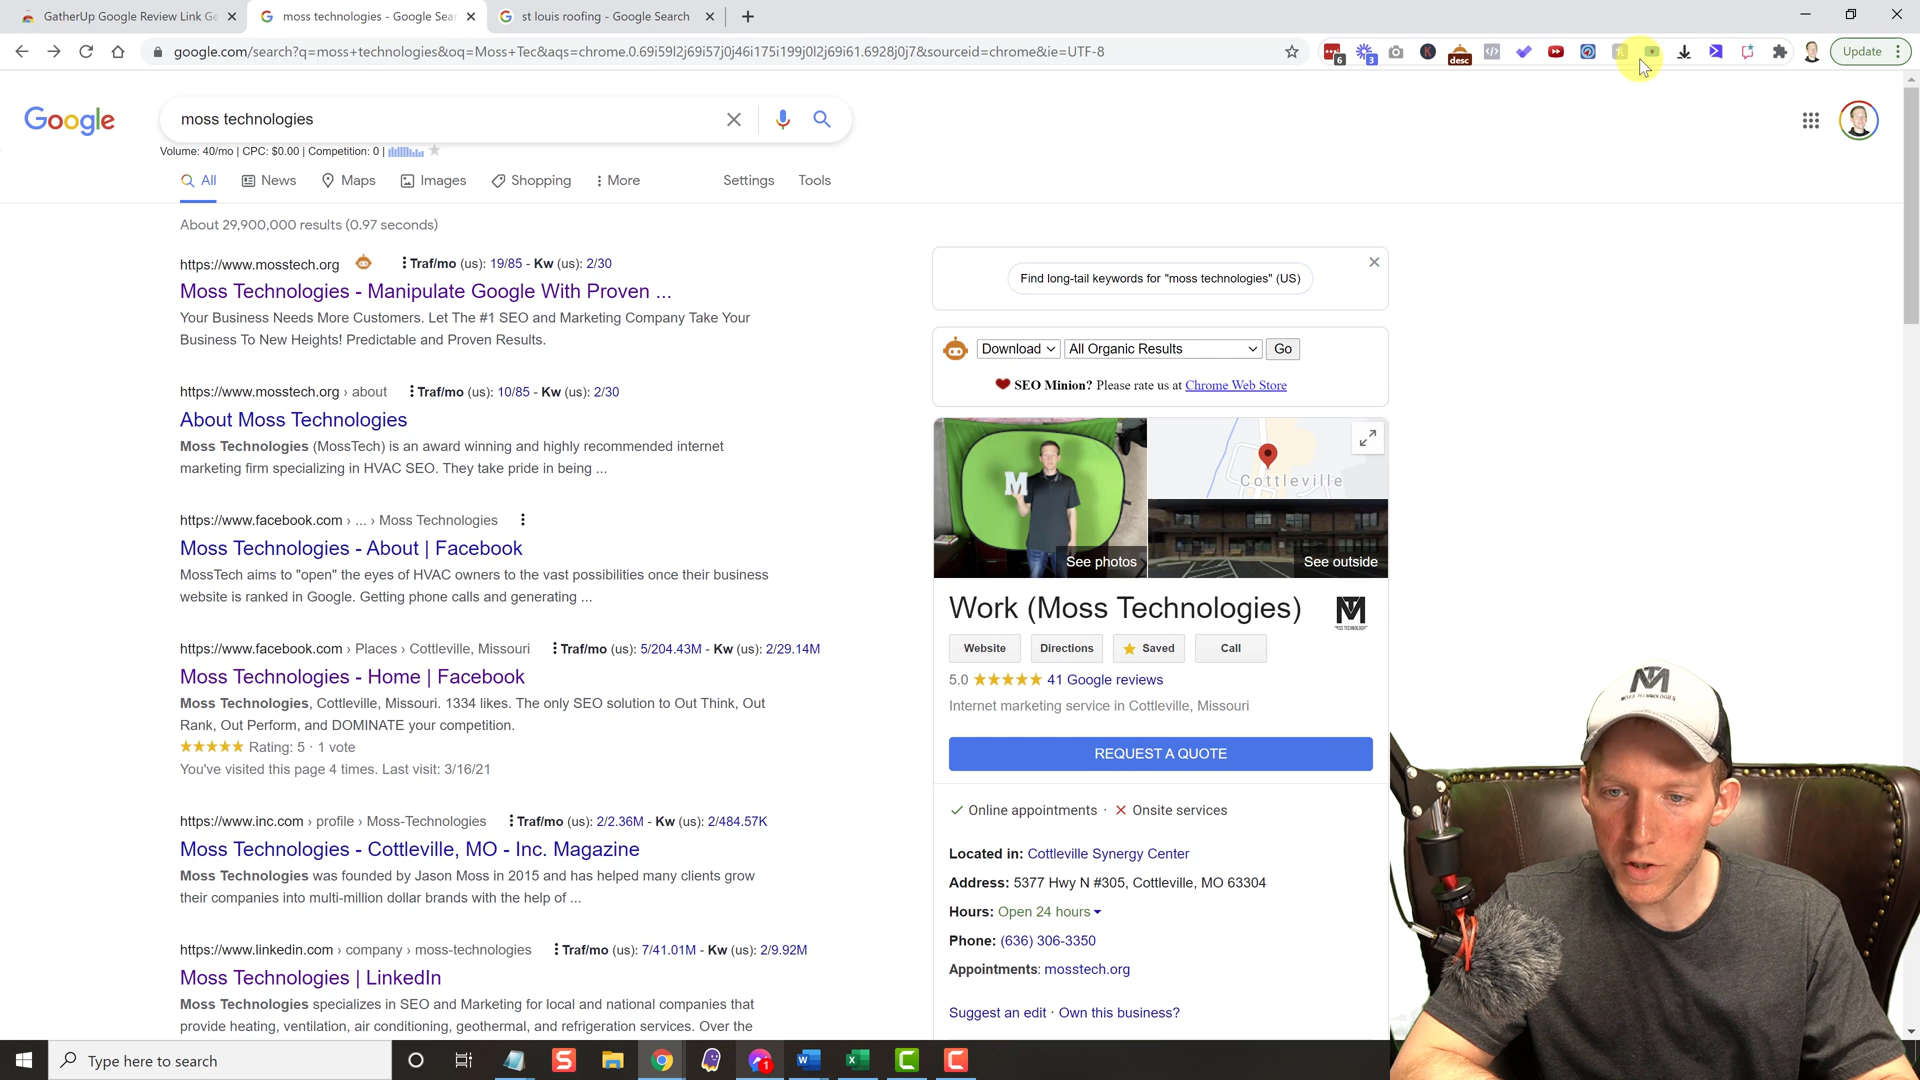 GatherUp Google Review Link Ge
moss technologies - Google Sear
st louis roofing - Google Search
google.com/search?q=moss+technologies&oq=Moss+Tec&aqs=chrome.0.69i59l2j69i57j0j46i175i199j0l2j69i61.6928j0j7&sourceid=chrome&ie=UTF-8
6
3
desc
Update
Google
moss technologies
Volume: 40/mo | CPC: $0.00 | Competition: 0 |
All News Maps Images Shopping More Settings Tools
About 29,900,000 results (0.97 seconds)
https://www.mosstech.org Traf/mo (us): 19/85 - Kw (us): 2/30
Moss Technologies - Manipulate Google With Proven ...
Your Business Needs More Customers. Let The #1 SEO and Marketing Company Take Your
Business To New Heights! Predictable and Proven Results.
https://www.mosstech.org › about Traf/mo (us): 10/85 - Kw (us): 2/30
About Moss Technologies
Moss Technologies (MossTech) is an award winning and highly recommended internet
marketing firm specializing in HVAC SEO. They take pride in being ...
https://www.facebook.com › ... › Moss Technologies
Moss Technologies - About | Facebook
MossTech aims to "open" the eyes of HVAC owners to the vast possibilities once their business
website is ranked in Google. Getting phone calls and generating ...
https://www.facebook.com › Places › Cottleville, Missouri Traf/mo (us): 5/204.43M - Kw (us): 2/29.14M
Moss Technologies - Home | Facebook
Moss Technologies, Cottleville, Missouri. 1334 likes. The only SEO solution to Out Think, Out
Rank, Out Perform, and DOMINATE your competition.
Rating: 5 · 1 vote
You've visited this page 4 times. Last visit: 3/16/21
https://www.inc.com › profile › Moss-Technologies Traf/mo (us): 2/2.36M - Kw (us): 2/484.57K
Moss Technologies - Cottleville, MO - Inc. Magazine
Moss Technologies was founded by Jason Moss in 2015 and has helped many clients grow
their companies into multi-million dollar brands with the help of ...
https://www.linkedin.com › company › moss-technologies Traf/mo (us): 7/41.01M - Kw (us): 2/9.92M
Moss Technologies | LinkedIn
Moss Technologies specializes in SEO and Marketing for local and national companies that
provide heating, ventilation, air conditioning, geothermal, and refrigeration services. Over the
Find long-tail keywords for "moss technologies" (US)
Download All Organic Results Go
SEO Minion? Please rate us at Chrome Web Store
M
See photos
Cottleville
See outside
Work (Moss Technologies)
Website Directions Saved Call
5.0 41 Google reviews
Internet marketing service in Cottleville, Missouri
REQUEST A QUOTE
Online appointments · Onsite services
Located in: Cottleville Synergy Center
Address: 5377 Hwy N #305, Cottleville, MO 63304
Hours: Open 24 hours
Phone: (636) 306-3350
Appointments: mosstech.org
Suggest an edit · Own this business?
Type here to search
1